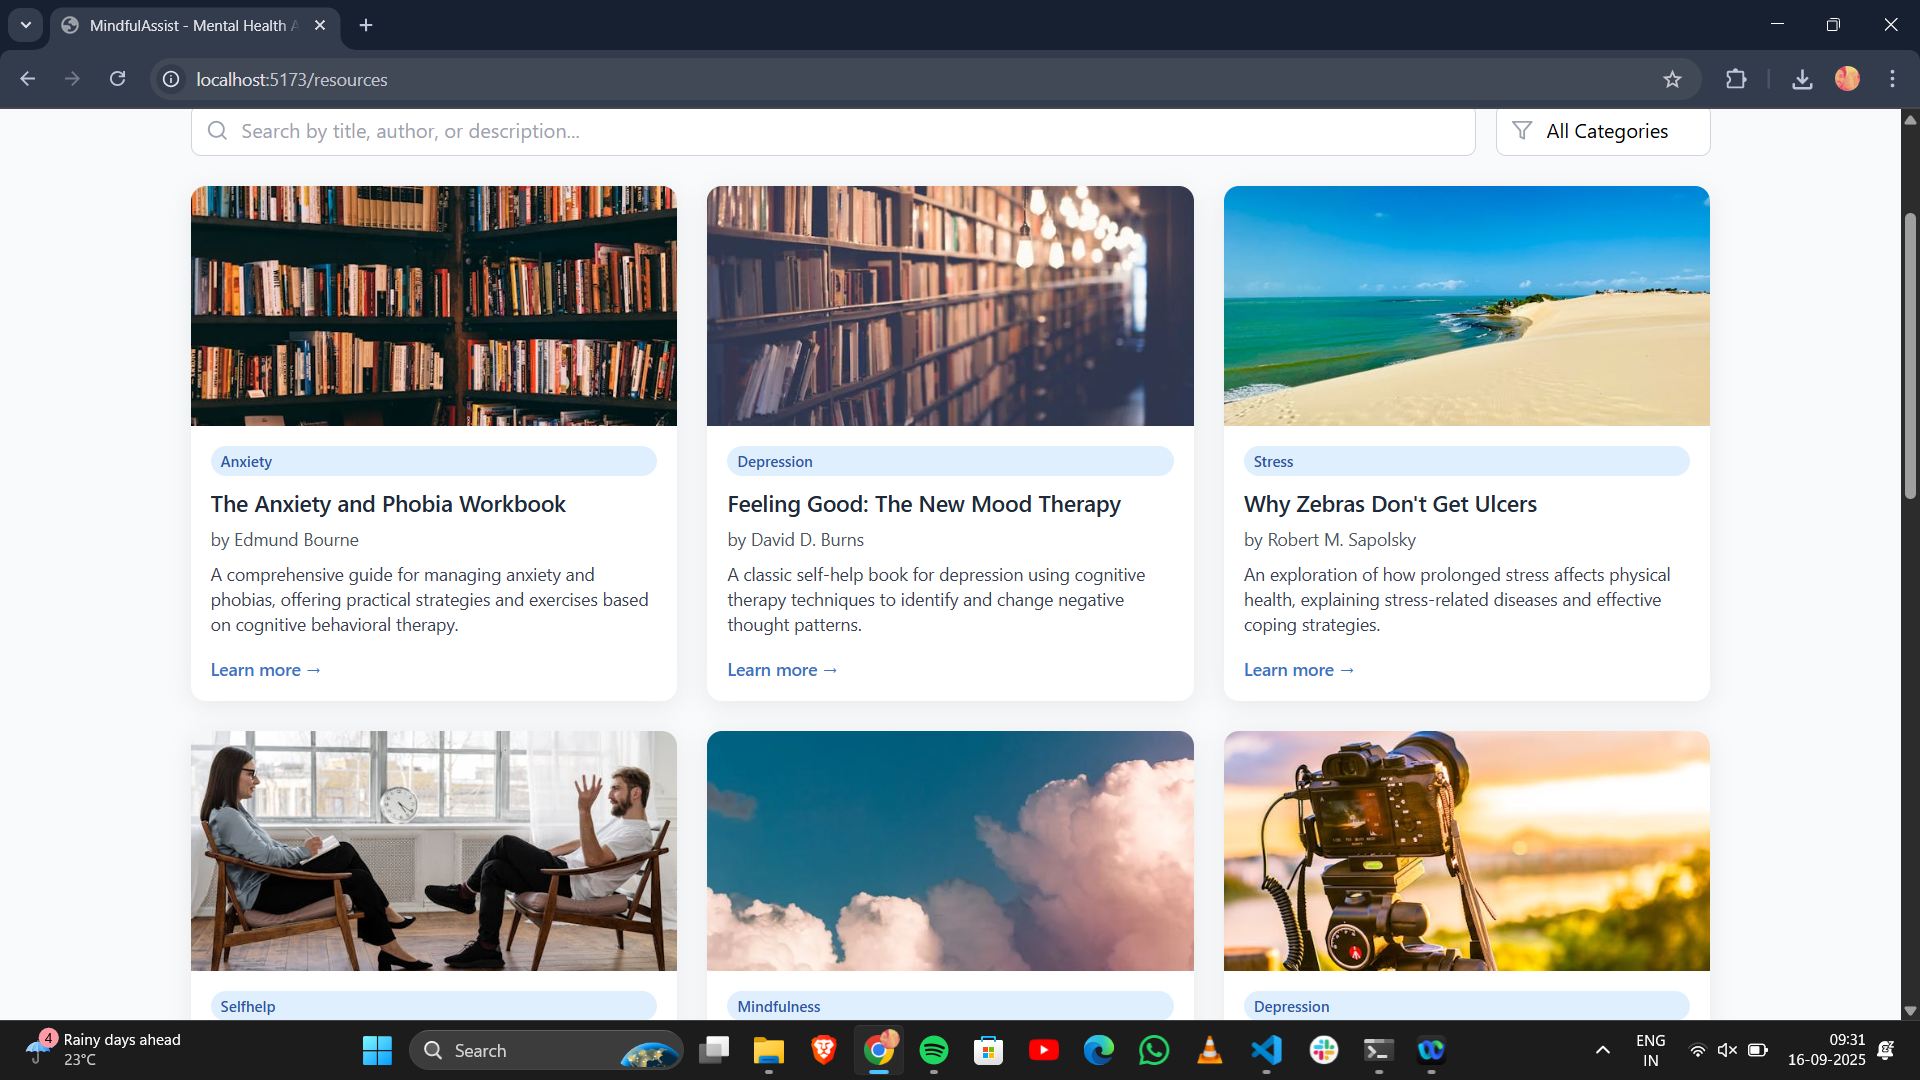 MindfulAssist - Mental Health A
localhost:5173/resources
Search by title, author, or description...
All Categories
Anxiety
The Anxiety and Phobia Workbook
by Edmund Bourne
A comprehensive guide for managing anxiety and
phobias, offering practical strategies and exercises based
on cognitive behavioral therapy.
Learn more →
Depression
Feeling Good: The New Mood Therapy
by David D. Burns
A classic self-help book for depression using cognitive
therapy techniques to identify and change negative
thought patterns.
Learn more →
Stress
Why Zebras Don't Get Ulcers
by Robert M. Sapolsky
An exploration of how prolonged stress affects physical
health, explaining stress-related diseases and effective
coping strategies.
Learn more →
Selfhelp
Mindfulness
Depression
4
Rainy days ahead
23°C
Search
ENG
IN
09:31
16-09-2025